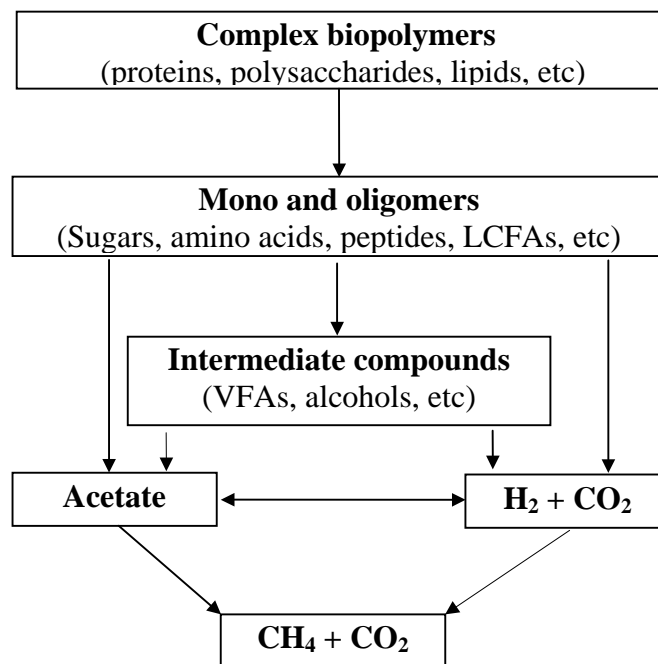 Complex biopolymers
(proteins, polysaccharides, lipids, etc)
Mono and oligomers
(Sugars, amino acids, peptides, LCFAs, etc)
Intermediate compounds
(VFAs, alcohols, etc)
Acetate
H₂ + CO₂
CH₄ + CO₂